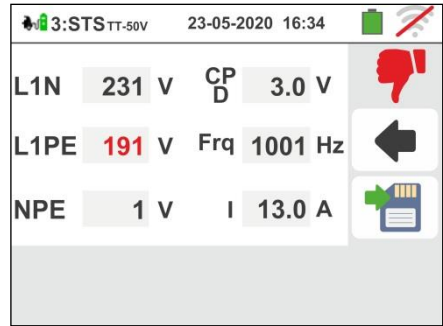 3:STS TT-50V 23-05-2020 16:34
L1N 231 V CPD 3.0 V
L1PE 191 V Frq 1001 Hz
NPE 1 V I 13.0 A